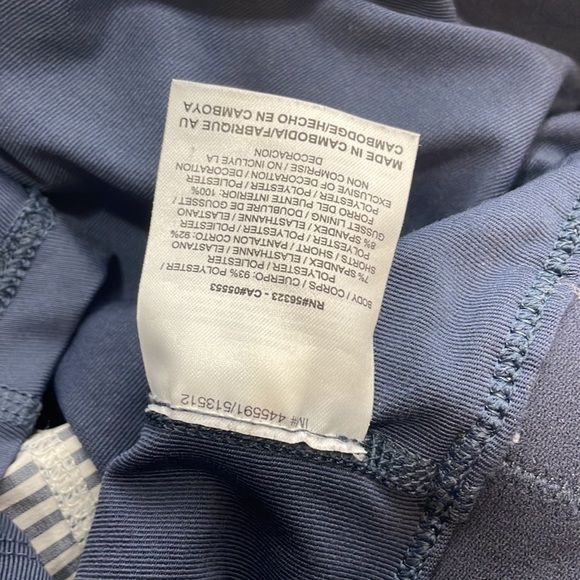 IM# 445591/513512
RN#56323 - CA#05553
BODY / CORPS / CUERPO: 93% POLYESTER /
POLYESTER / POLIESTER
7% SPANDEX / ELASTHANNE / ELASTANO
SHORTS / SHORT / PANTALON CORTO: 92%
POLYESTER / POLYESTER / POLIESTER
8% SPANDEX / ELASTHANNE / ELASTANO
GUSSET LINING / DOUBLURE DE GOUSSET/
FORRO DEL PUENTE INTERIOR: 100%
POLYESTER / POLYESTER / POLIESTER
EXCLUSIVE OF DECORATION / DECORATION
NON COMPRISE / NO INCLUYE LA
DECORACION
MADE IN CAMBODIA/FABRIQUE AU
CAMBODGE/HECHO EN CAMBOYA